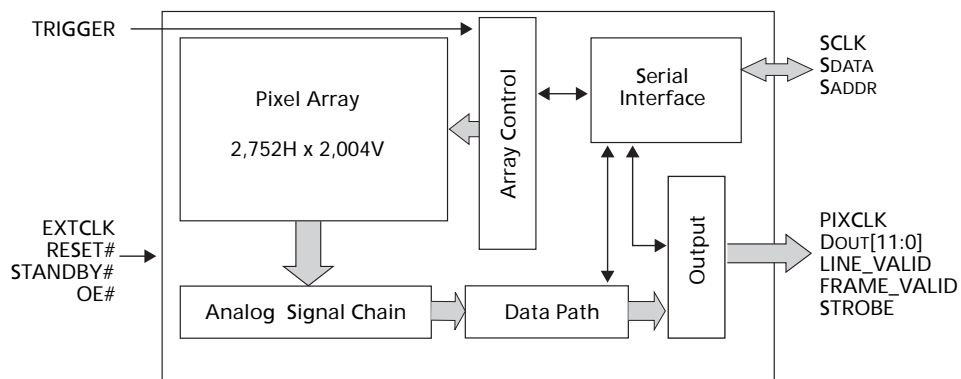 TRIGGER
Pixel Array
2,752H x 2,004V
Array Control
Serial
Interface
SCLK
SDATA
SADDR
EXTCLK
RESET#
STANDBY#
OE#
Analog Signal Chain
Data Path
Output
PIXCLK
DOUT[11:0]
LINE_VALID
FRAME_VALID
STROBE